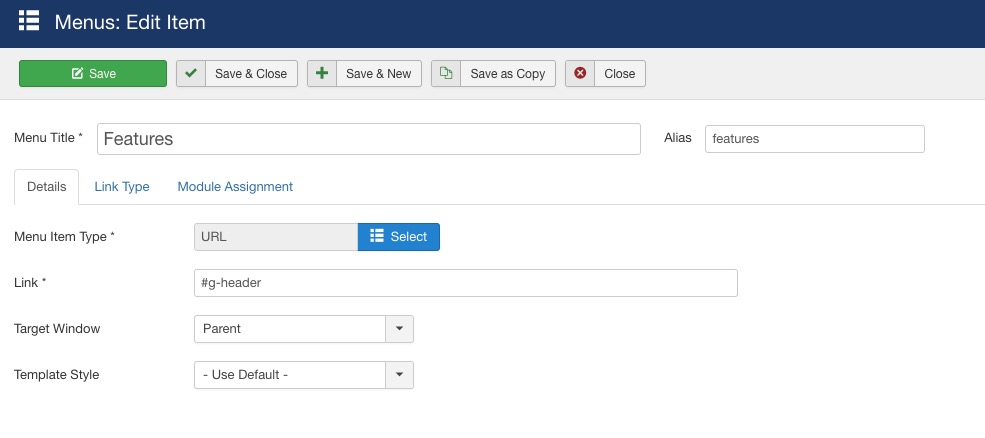 Menus: Edit Item
Save Save & Close Save & New Save as Copy Close
Menu Title * Features Alias features
Details Link Type Module Assignment
Menu Item Type * URL Select
Link * #g-header
Target Window Parent
Template Style - Use Default -